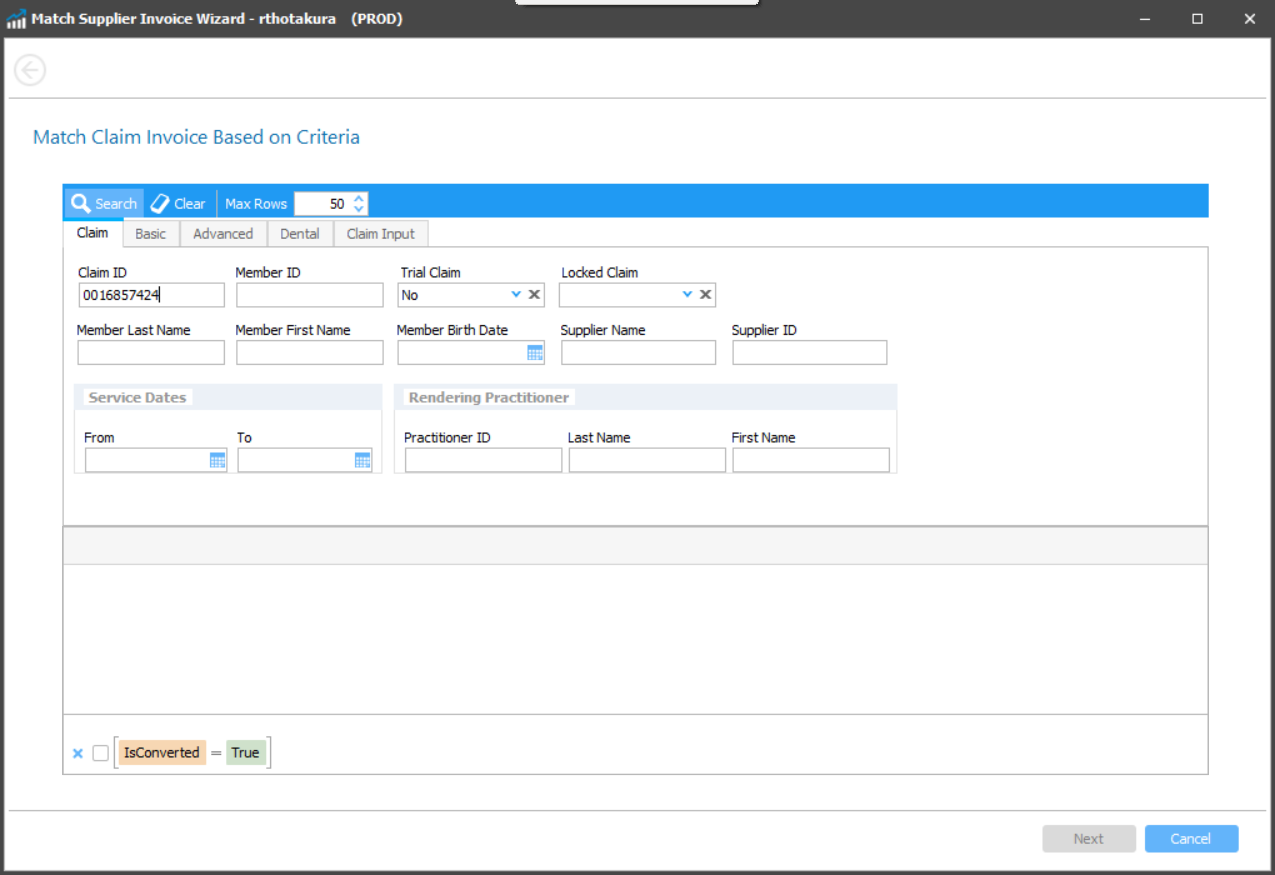 Match Supplier Invoice Wizard - rthotakura (PROD)
Match Claim Invoice Based on Criteria
Search Clear Max Rows 50
Claim Basic Advanced Dental Claim Input
Claim ID Member ID Trial Claim Locked Claim
0016857424 No
Member Last Name Member First Name Member Birth Date Supplier Name Supplier ID
Service Dates Rendering Practitioner
From To Practitioner ID Last Name First Name
IsConverted = True
Next Cancel